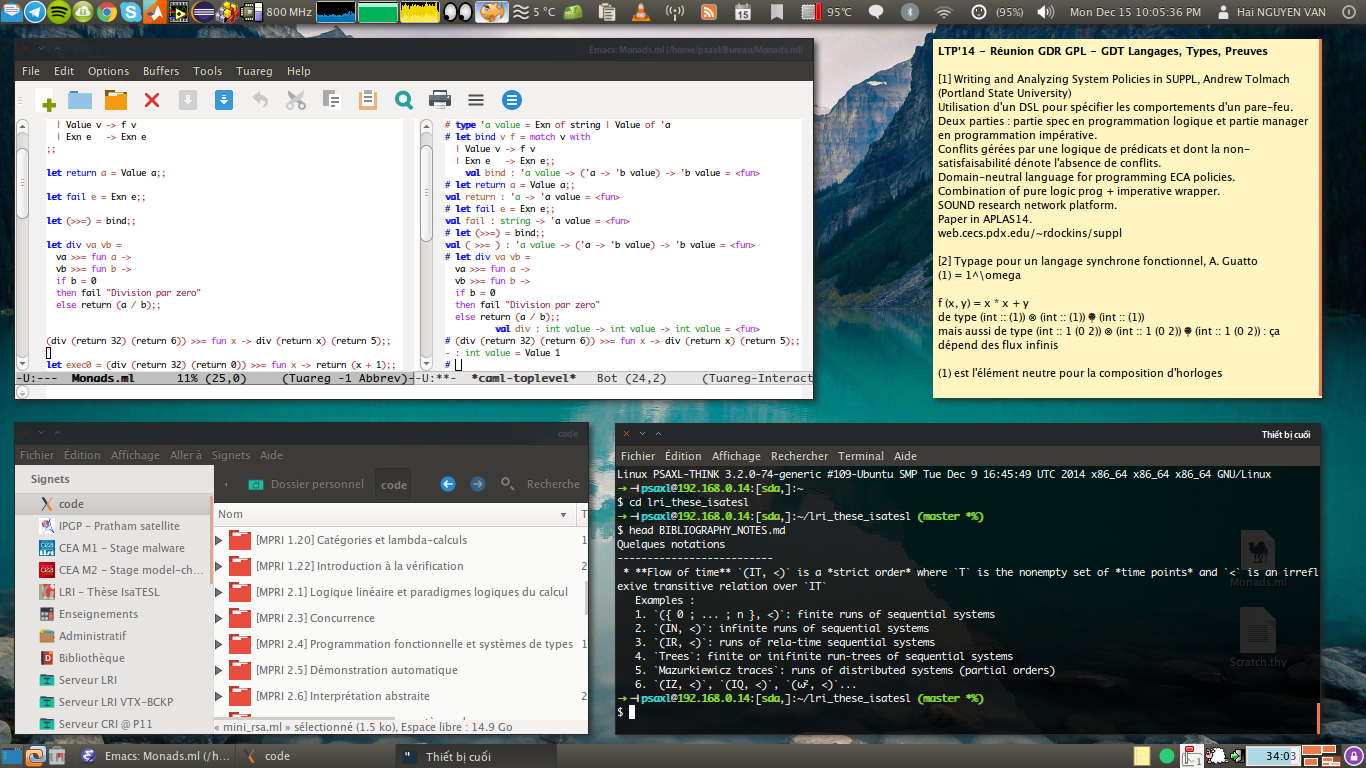 800 MHz
5 °C
15
95℃
(95%)
Mon Dec 15 10:05:36 PM
Hai NGUYEN VAN
Emacs: Monads.ml (/home/psaxl/Bureau/Monads.ml)
File Edit Options Buffers Tools Tuareg Help
| Value v -> f v
| Exn e -> Exn e
;;
let return a = Value a;;
let fail e = Exn e;;
let (>>=) = bind;;
let div va vb =
va >>= fun a ->
vb >>= fun b ->
if b = 0
then fail "Division par zero"
else return (a / b);;
(div (return 32) (return 6)) >>= fun x -> div (return x) (return 5);;
let exec0 = (div (return 32) (return 0)) >>= fun x -> return (x + 1);;
-U:--- Monads.ml 11% (25,0) (Tuareg -1 Abbrev)-
# type 'a value = Exn of string | Value of 'a
# let bind v f = match v with
| Value v -> f v
| Exn e -> Exn e;;
val bind : 'a value -> ('a -> 'b value) -> 'b value = <fun>
# let return a = Value a;;
val return : 'a -> 'a value = <fun>
# let fail e = Exn e;;
val fail : string -> 'a value = <fun>
# let (>>=) = bind;;
val ( >>= ) : 'a value -> ('a -> 'b value) -> 'b value = <fun>
# let div va vb =
va >>= fun a ->
vb >>= fun b ->
if b = 0
then fail "Division par zero"
else return (a / b);;
val div : int value -> int value -> int value = <fun>
# (div (return 32) (return 6)) >>= fun x -> div (return x) (return 5);;
- : int value = Value 1
#
-U:**- *caml-toplevel* Bot (24,2) (Tuareg-Interact
LTP'14 - Réunion GDR GPL - GDT Langages, Types, Preuves
[1] Writing and Analyzing System Policies in SUPPL, Andrew Tolmach
(Portland State University)
Utilisation d'un DSL pour spécifier les comportements d'un pare-feu.
Deux parties : partie spec en programmation logique et partie manager
en programmation impérative.
Conflits gérées par une logique de prédicats et dont la non-
satisfaisabilité dénote l'absence de conflits.
Domain-neutral language for programming ECA policies.
Combination of pure logic prog + imperative wrapper.
SOUND research network platform.
Paper in APLAS14.
web.cecs.pdx.edu/~rdockins/suppl
[2] Typage pour un langage synchrone fonctionnel, A. Guatto
(1) = 1^\omega
f (x, y) = x * x + y
de type (int :: (1)) ⊗ (int :: (1)) (int :: (1))
mais aussi de type (int :: 1 (0 2)) ⊗ (int :: 1 (0 2)) (int :: 1 (0 2) : ça
dépend des flux infinis
(1) est l'élément neutre pour la composition d'horloges
code
Fichier Édition Affichage Aller à Signets Aide
Signets
code
IPGP – Pratham satellite
CEA M1 – Stage malware
CEA M2 – Stage model-ch...
LRI – Thèse IsaTESL
Enseignements
Administratif
Bibliothèque
Serveur LRI
Serveur LRI VTX-BCKP
Serveur CRI @ P11
Dossier personnel code Recherche
Nom T
[MPRI 1.20] Catégories et lambda-calculs 1
[MPRI 1.22] Introduction à la vérification 2
[MPRI 2.1] Logique linéaire et paradigmes logiques du calcul
[MPRI 2.3] Concurrence
[MPRI 2.4] Programmation fonctionnelle et systèmes de types 1
[MPRI 2.5] Démonstration automatique
[MPRI 2.6] Interprétation abstraite 2
« mini_rsa.ml » sélectionné (1.5 ko), Espace libre : 14.9 Go
Thiết bị cuối
Fichier Édition Affichage Rechercher Terminal Aide
Linux PSAXL-THINK 3.2.0-74-generic #109-Ubuntu SMP Tue Dec 9 16:45:49 UTC 2014 x86_64 x86_64 x86_64 GNU/Linux
→⊣psaxl@192.168.0.14:[sda,]:~
$ cd lri_these_isatesl
→⊣psaxl@192.168.0.14:[sda,]:~/lri_these_isatesl (master *%)
$ head BIBLIOGRAPHY_NOTES.md
Quelques notations
--------------------------
* **Flow of time** `(IT, <)` is a *strict order* where `T` is the nonempty set of *time points* and `<` is an irrefl
exive transitive relation over `IT`
Examples :
1. `({ 0 ; ... ; n }, <)`: finite runs of sequential systems
2. `(IN, <)`: infinite runs of sequential systems
3. `(IR, <)`: runs of rela-time sequential systems
4. `Trees`: finite or inifinite run-trees of sequential systems
5. `Mazurkiewicz traces`: runs of distributed systems (partial orders)
6. `(IZ, <)`, `(IQ, <)`, `(ω², <)`...
→⊣psaxl@192.168.0.14:[sda,]:~/lri_these_isatesl (master *%)
$
Monads.ml
Scratch.thy
Emacs: Monads.ml (/h...
code
Thiết bị cuối
34:03